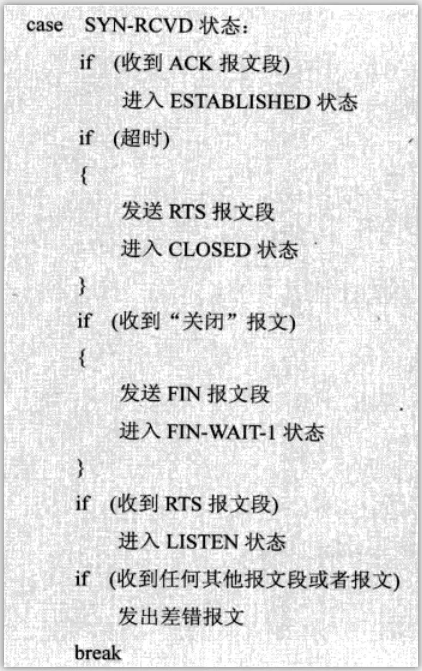 case SYN-RCVD 状态：
if (收到 ACK 报文段)
进入 ESTABLISHED 状态
if (超时)
{
发送 RTS 报文段
进入 CLOSED 状态
}
if (收到“关闭”报文)
{
发送 FIN 报文段
进入 FIN-WAIT-1 状态
}
if (收到 RTS 报文段)
进入 LISTEN 状态
if (收到任何其他报文段或者报文)
发出差错报文
break